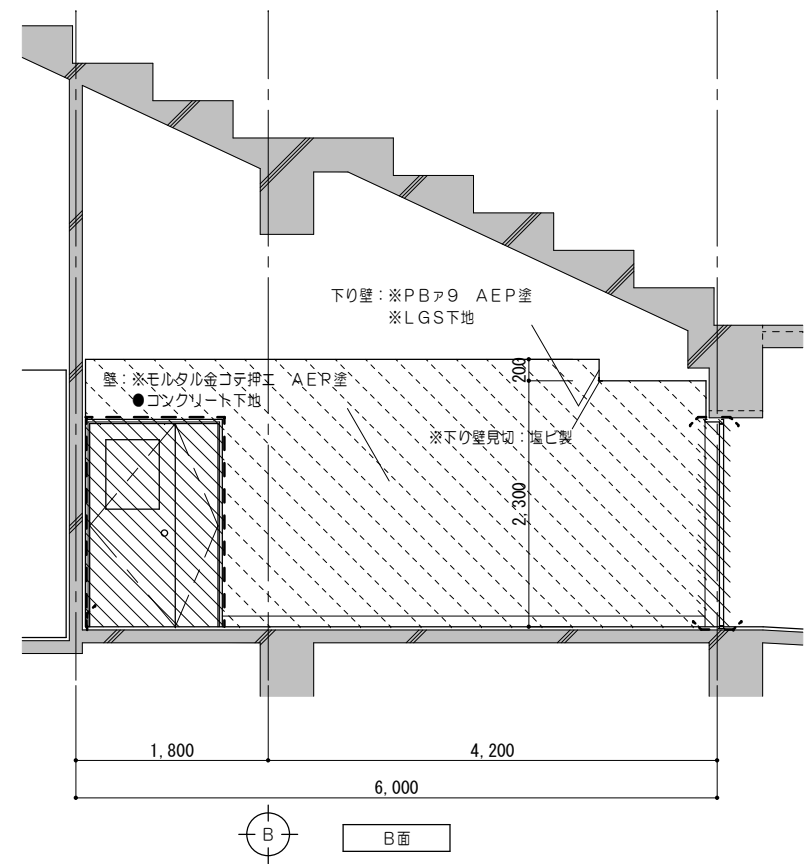 下り壁：※PBァ9　AEP塗
※LGS下地
200
壁：※モルタル金コテ押エ　AEP塗
●コンクリート下地
※下り壁見切：塩ビ製
2,300
1,800
4,200
6,000
B
B面